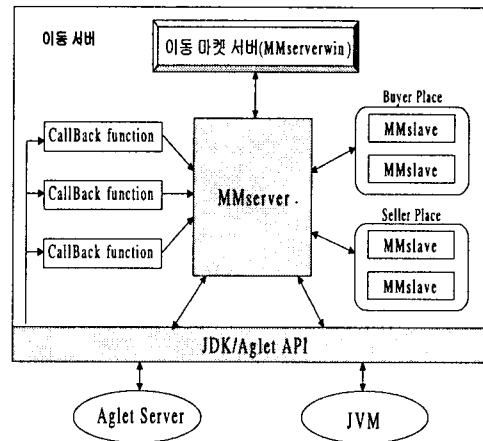 이동 서버
이동 마켓 서버(MMserverwin)
Buyer Place
MMslave
MMslave
CallBack function
CallBack function
CallBack function
MMserver
Seller Place
MMslave
MMslave
JDK/Aglet API
Aglet Server
JVM